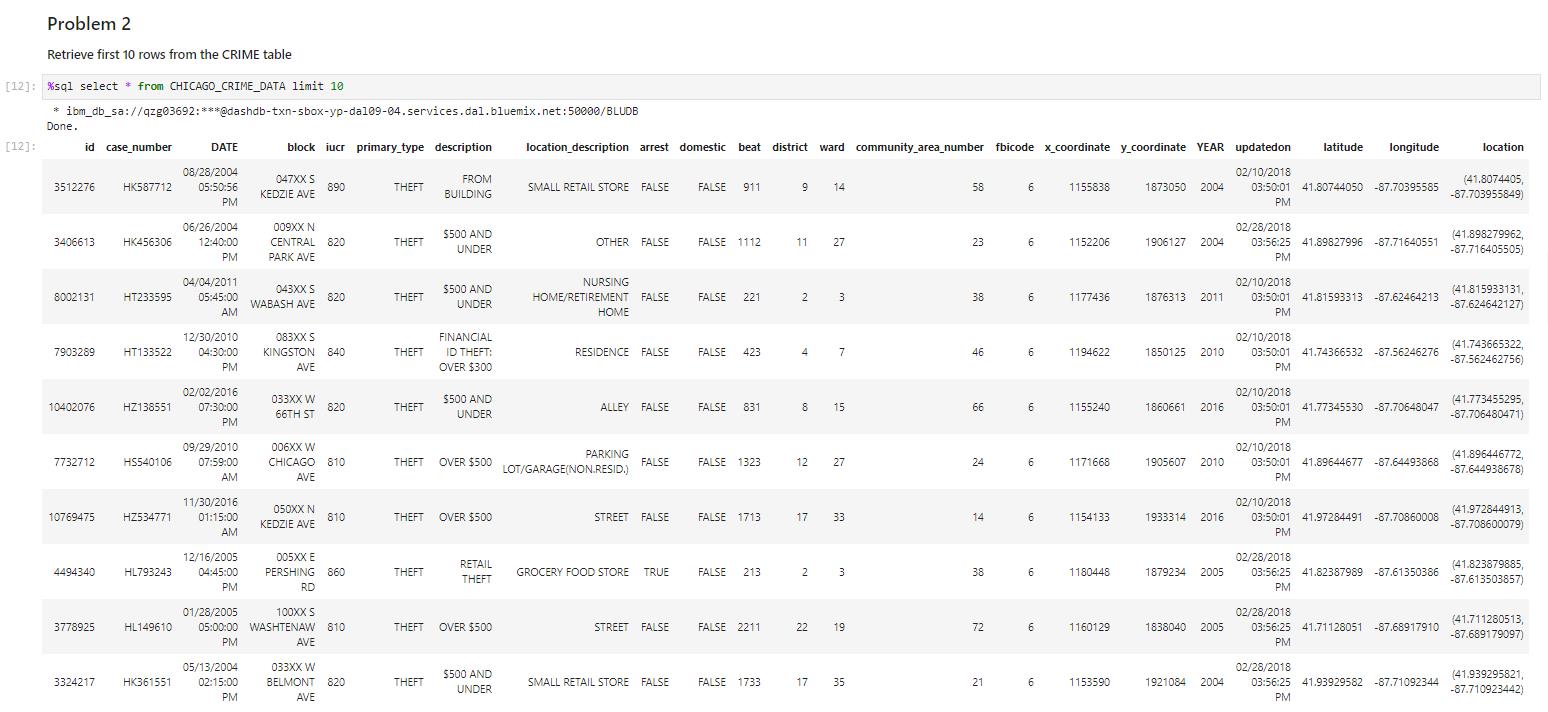 Problem 2
Retrieve first 10 rows from the CRIME table
[12]: %sql select * from CHICAGO_CRIME_DATA limit 10
* ibm_db_sa://qzg03692:***@dashdb-txn-sbox-yp-dal09-04.services.dal.bluemix.net:50000/BLUDB
Done.
[12]: id case_number DATE block iucr primary_type description location_description arrest domestic beat district ward community_area_number fbicode x_coordinate y_coordinate YEAR updatedon latitude longitude location
3512276 HK587712 08/28/2004 05:50:56 PM 047XX S KEDZIE AVE 890 THEFT FROM BUILDING SMALL RETAIL STORE FALSE FALSE 911 9 14 58 6 1155838 1873050 2004 02/10/2018 03:50:01 PM 41.80744050 -87.70395585 (41.8074405, -87.703955849)
3406613 HK456306 06/26/2004 12:40:00 PM 009XX N CENTRAL PARK AVE 820 THEFT $500 AND UNDER OTHER FALSE FALSE 1112 11 27 23 6 1152206 1906127 2004 02/28/2018 03:56:25 PM 41.89827996 -87.71640551 (41.898279962, -87.716405505)
8002131 HT233595 04/04/2011 05:45:00 AM 043XX S WABASH AVE 820 THEFT $500 AND UNDER NURSING HOME/RETIREMENT HOME FALSE FALSE 221 2 3 38 6 1177436 1876313 2011 02/10/2018 03:50:01 PM 41.81593313 -87.62464213 (41.815933131, -87.624642127)
7903289 HT133522 12/30/2010 04:30:00 PM 083XX S KINGSTON AVE 840 THEFT FINANCIAL ID THEFT: OVER $300 RESIDENCE FALSE FALSE 423 4 7 46 6 1194622 1850125 2010 02/10/2018 03:50:01 PM 41.74366532 -87.56246276 (41.743665322, -87.562462756)
10402076 HZ138551 02/02/2016 07:30:00 PM 033XX W 66TH ST 820 THEFT $500 AND UNDER ALLEY FALSE FALSE 831 8 15 66 6 1155240 1860661 2016 02/10/2018 03:50:01 PM 41.77345530 -87.70648047 (41.773455295, -87.706480471)
7732712 HS540106 09/29/2010 07:59:00 AM 006XX W CHICAGO AVE 810 THEFT OVER $500 PARKING LOT/GARAGE(NON.RESID.) FALSE FALSE 1323 12 27 24 6 1171668 1905607 2010 02/10/2018 03:50:01 PM 41.89644677 -87.64493868 (41.896446772, -87.644938678)
10769475 HZ534771 11/30/2016 01:15:00 AM 050XX N KEDZIE AVE 810 THEFT OVER $500 STREET FALSE FALSE 1713 17 33 14 6 1154133 1933314 2016 02/10/2018 03:50:01 PM 41.97284491 -87.70860008 (41.972844913, -87.708600079)
4494340 HL793243 12/16/2005 04:45:00 PM 005XX E PERSHING RD 860 THEFT RETAIL THEFT GROCERY FOOD STORE TRUE FALSE 213 2 3 38 6 1180448 1879234 2005 02/28/2018 03:56:25 PM 41.82387989 -87.61350386 (41.823879885, -87.613503857)
3778925 HL149610 01/28/2005 05:00:00 PM 100XX S WASHTENAW AVE 810 THEFT OVER $500 STREET FALSE FALSE 2211 22 19 72 6 1160129 1838040 2005 02/28/2018 03:56:25 PM 41.71128051 -87.68917910 (41.711280513, -87.689179097)
3324217 HK361551 05/13/2004 02:15:00 PM 033XX W BELMONT AVE 820 THEFT $500 AND UNDER SMALL RETAIL STORE FALSE FALSE 1733 17 35 21 6 1153590 1921084 2004 02/28/2018 03:56:25 PM 41.93929582 -87.71092344 (41.939295821, -87.710923442)